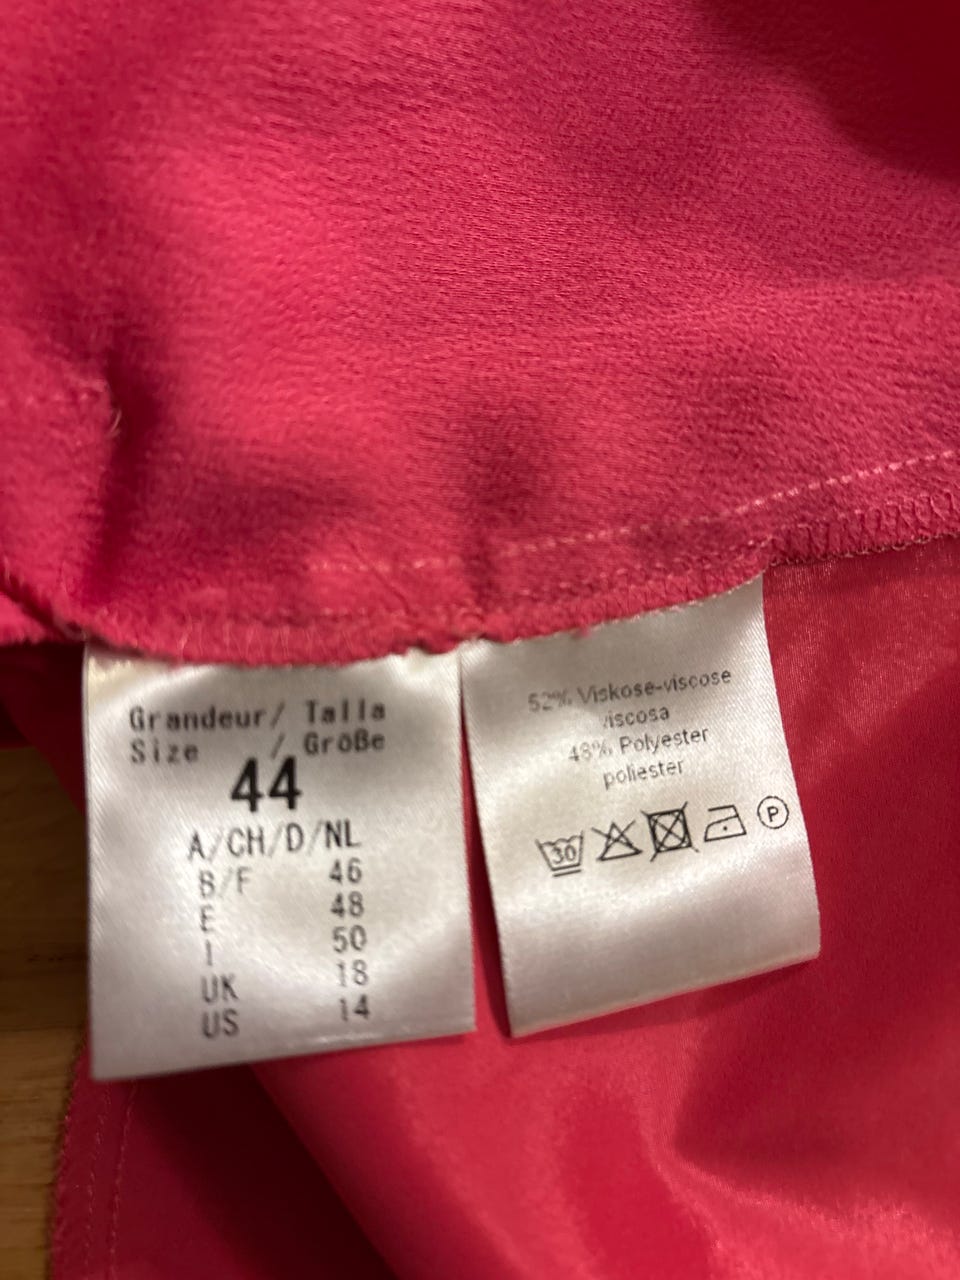 Grandeur/ Talla
Size / Größe
44
A/CH/D/NL
B/F 46
E 48
I 50
UK 18
US 14
52% Viskose-viscose
viscosa
48% Polyester
poliester
30
P